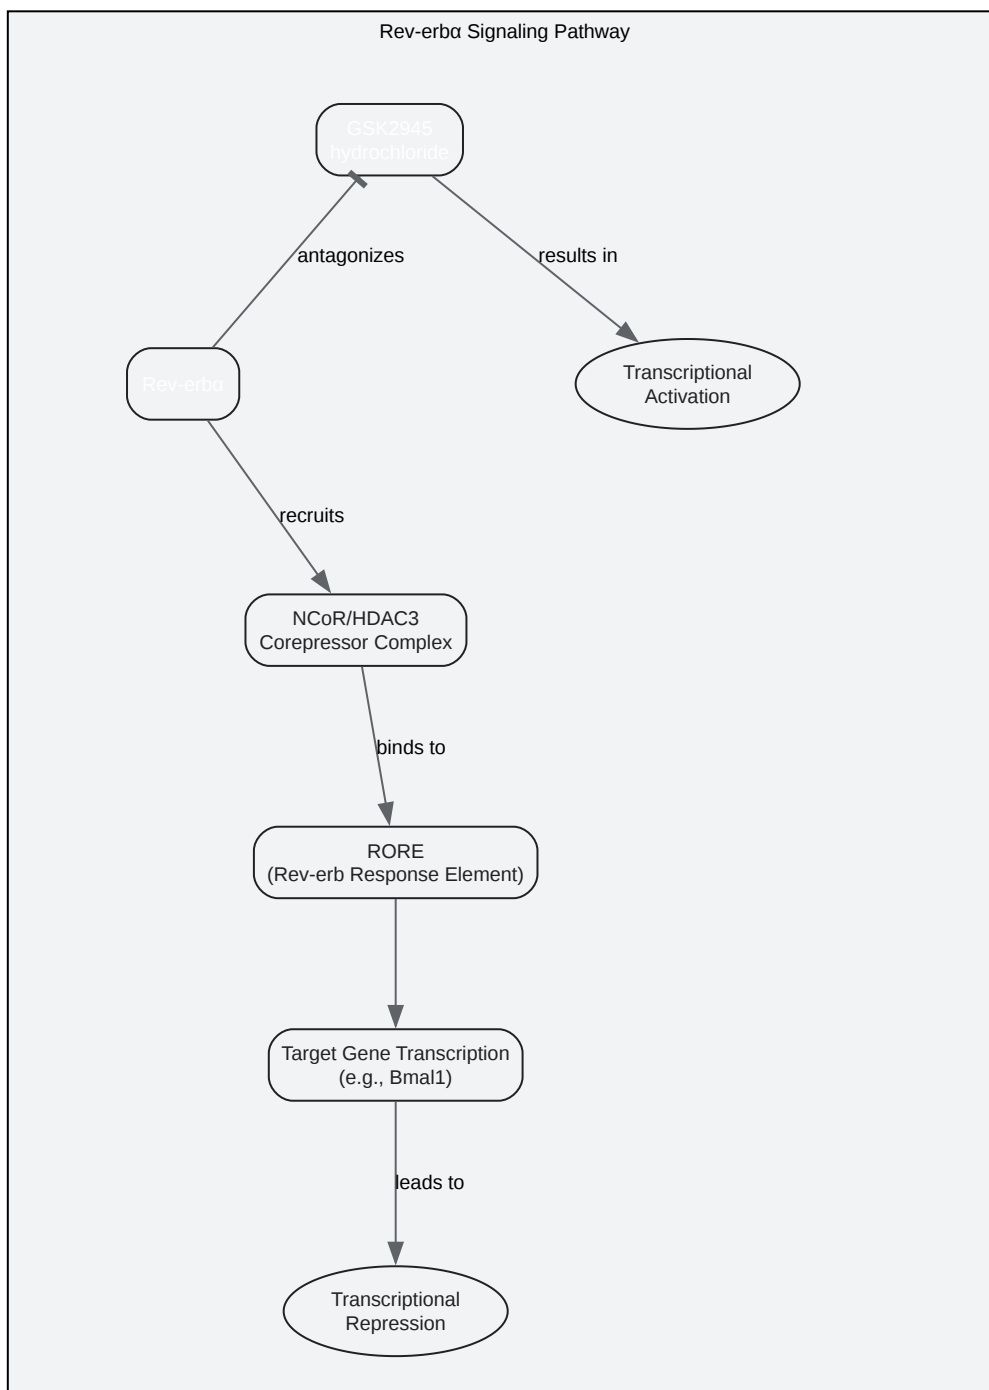 Rev-erbα Signaling Pathway
GSK2945
hydrochloride
antagonizes
results in
Rev-erbα
Transcriptional
Activation
recruits
NCoR/HDAC3
Corepressor Complex
binds to
RORE
(Rev-erb Response Element)
Target Gene Transcription
(e.g., Bmal1)
leads to
Transcriptional
Repression